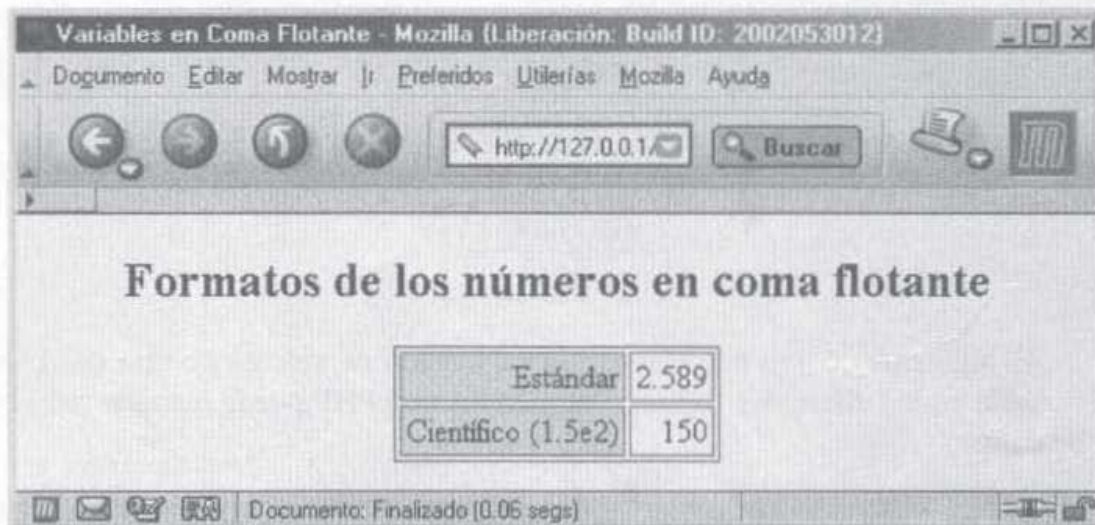 Variables en Coma Flotante - Mozilla {Liberación: Build ID: 2002053012}
Documento Editar Mostrar Ir Preferidos Utilerías Mozilla Ayuda
http://127.0.0.1/ Buscar
Formatos de los números en coma flotante
Estándar 2.589
Científico (1.5e2) 150
Documento: Finalizado (0.06 segs)